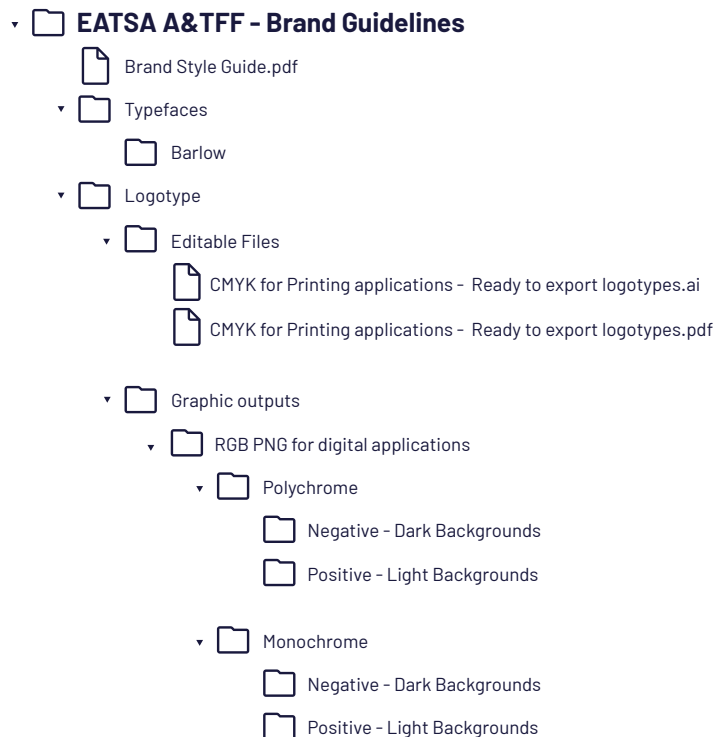 EATSA A&TFF - Brand Guidelines
Brand Style Guide.pdf
Typefaces
Barlow
Logotype
Editable Files
CMYK for Printing applications - Ready to export logotypes.ai
CMYK for Printing applications - Ready to export logotypes.pdf
Graphic outputs
RGB PNG for digital applications
Polychrome
Negative - Dark Backgrounds
Positive - Light Backgrounds
Monochrome
Negative - Dark Backgrounds
Positive - Light Backgrounds